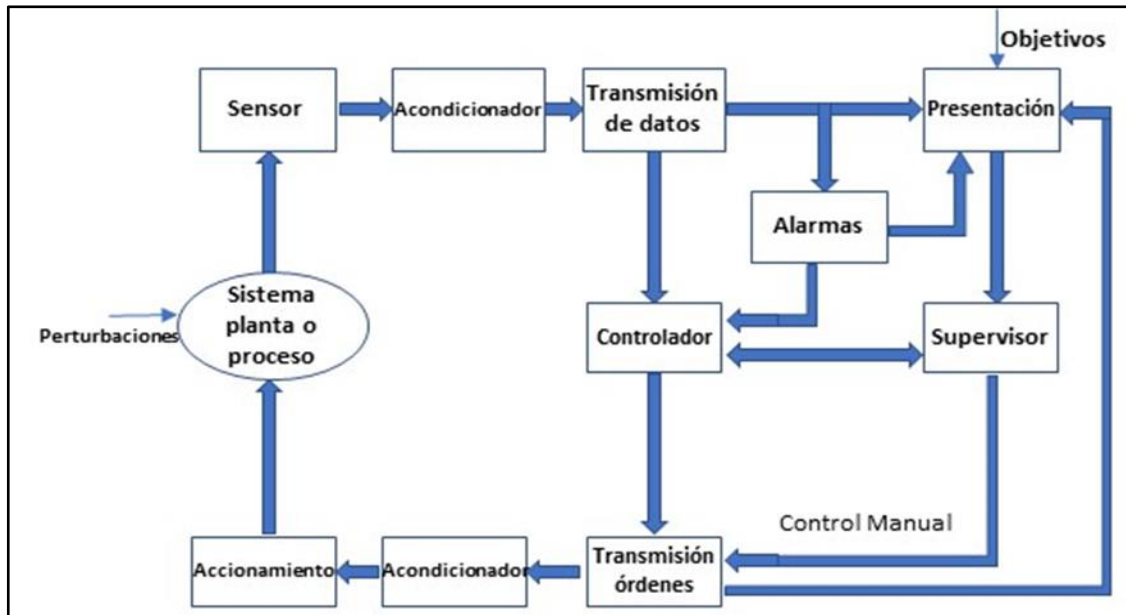 Objetivos
Sensor
Acondicionador
Transmisión
de datos
Presentación
Alarmas
Sistema
planta o
proceso
Perturbaciones
Controlador
Supervisor
Control Manual
Accionamiento
Acondicionador
Transmisión
órdenes